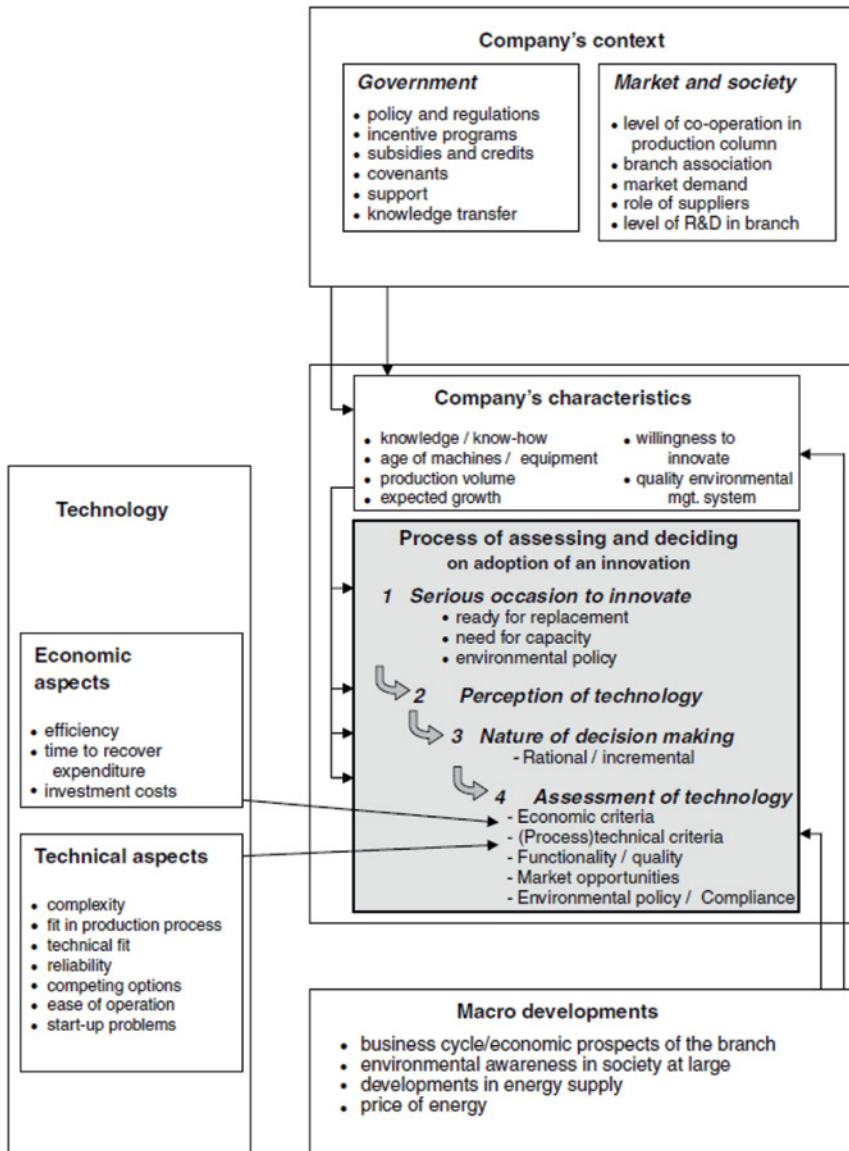 Company's context
Government
• policy and regulations
• incentive programs
• subsidies and credits
• covenants
• support
• knowledge transfer
Market and society
• level of co-operation in
production column
• branch association
• market demand
• role of suppliers
• level of R&D in branch
Company's characteristics
• knowledge / know-how
• age of machines / equipment
• production volume
• expected growth
• willingness to
innovate
• quality environmental
mgt. system
Technology
Economic
aspects
• efficiency
• time to recover
expenditure
• investment costs
Technical aspects
• complexity
• fit in production process
• technical fit
• reliability
• competing options
• ease of operation
• start-up problems
Process of assessing and deciding
on adoption of an innovation
1 Serious occasion to innovate
• ready for replacement
• need for capacity
• environmental policy
2 Perception of technology
3 Nature of decision making
- Rational / incremental
4 Assessment of technology
- Economic criteria
- (Process)technical criteria
- Functionality / quality
- Market opportunities
- Environmental policy / Compliance
Macro developments
• business cycle/economic prospects of the branch
• environmental awareness in society at large
• developments in energy supply
• price of energy